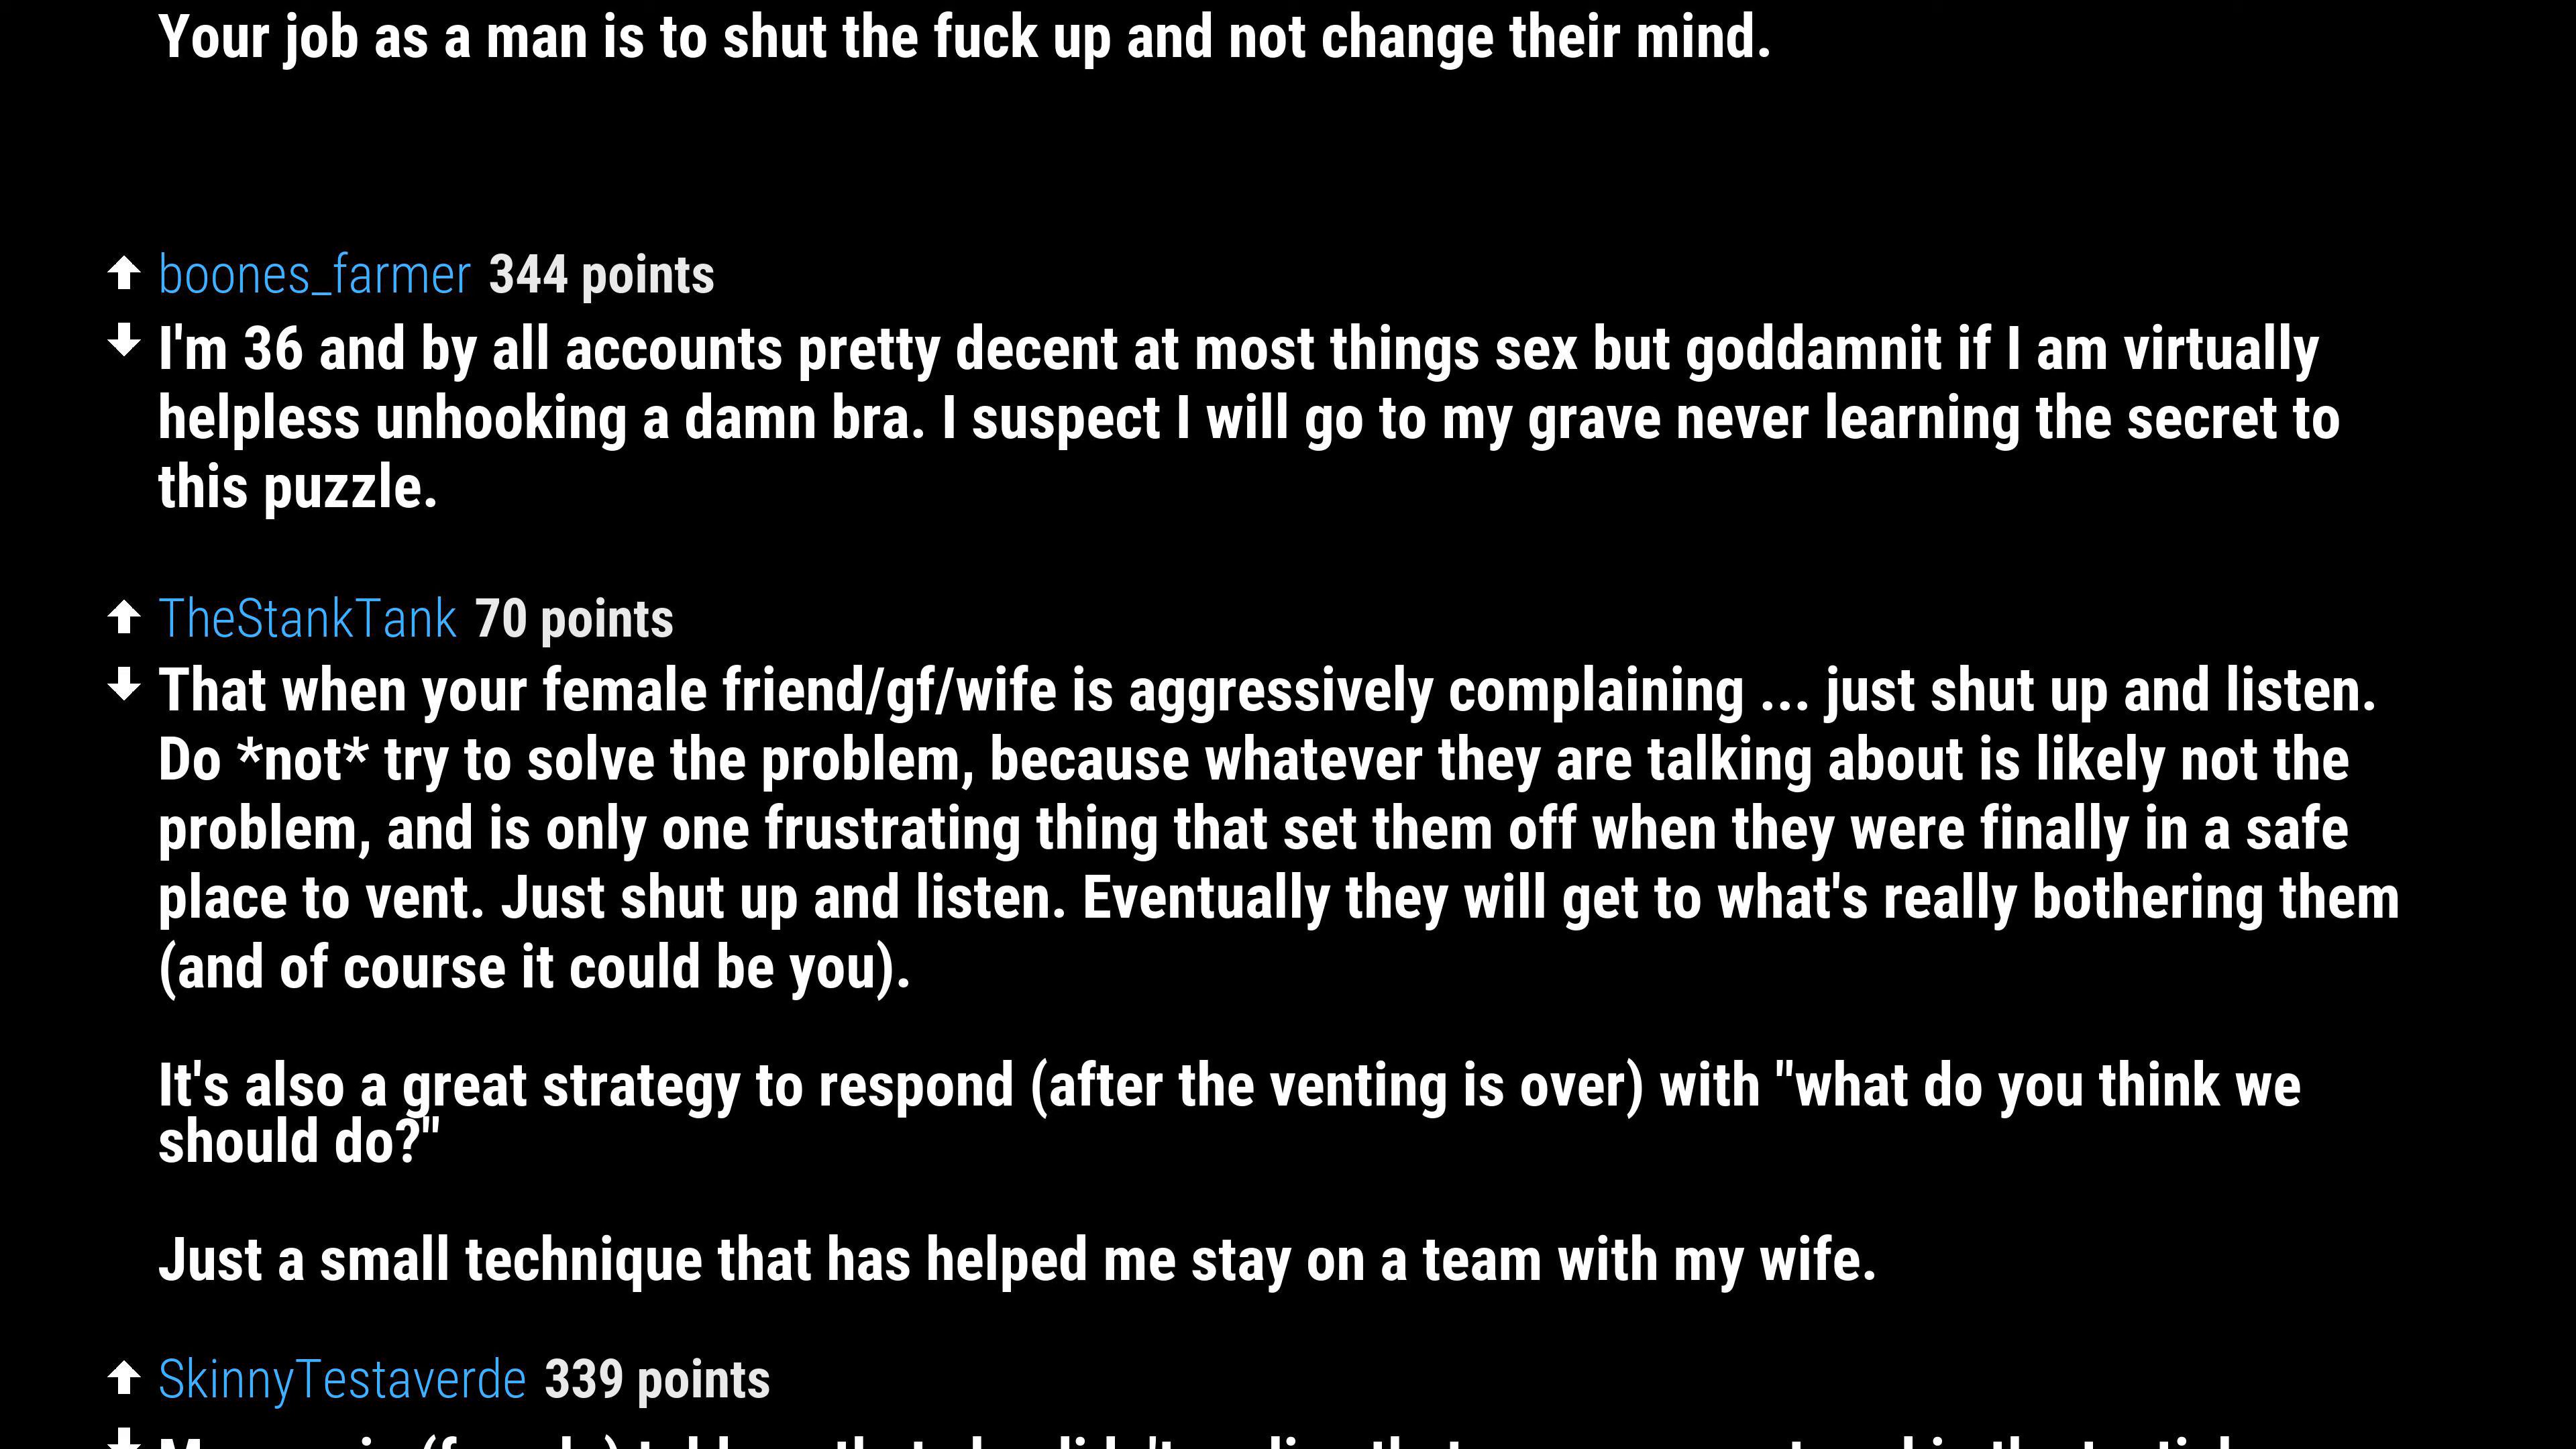 Your job as a man is to shut the fuck up and not change their mind.
boones_farmer 344 points
I'm 36 and by all accounts pretty decent at most things sex but goddamnit if I am virtually
helpless unhooking a damn bra. I suspect I will go to my grave never learning the secret to
this puzzle.
TheStankTank 70 points
That when your female friend/gf/wife is aggressively complaining ... just shut up and listen.
Do *not* try to solve the problem, because whatever they are talking about is likely not the
problem, and is only one frustrating thing that set them off when they were finally in a safe
place to vent. Just shut up and listen. Eventually they will get to what's really bothering them
(and of course it could be you).
It's also a great strategy to respond (after the venting is over) with "what do you think we
should do?"
Just a small technique that has helped me stay on a team with my wife.
SkinnyTestaverde 339 points